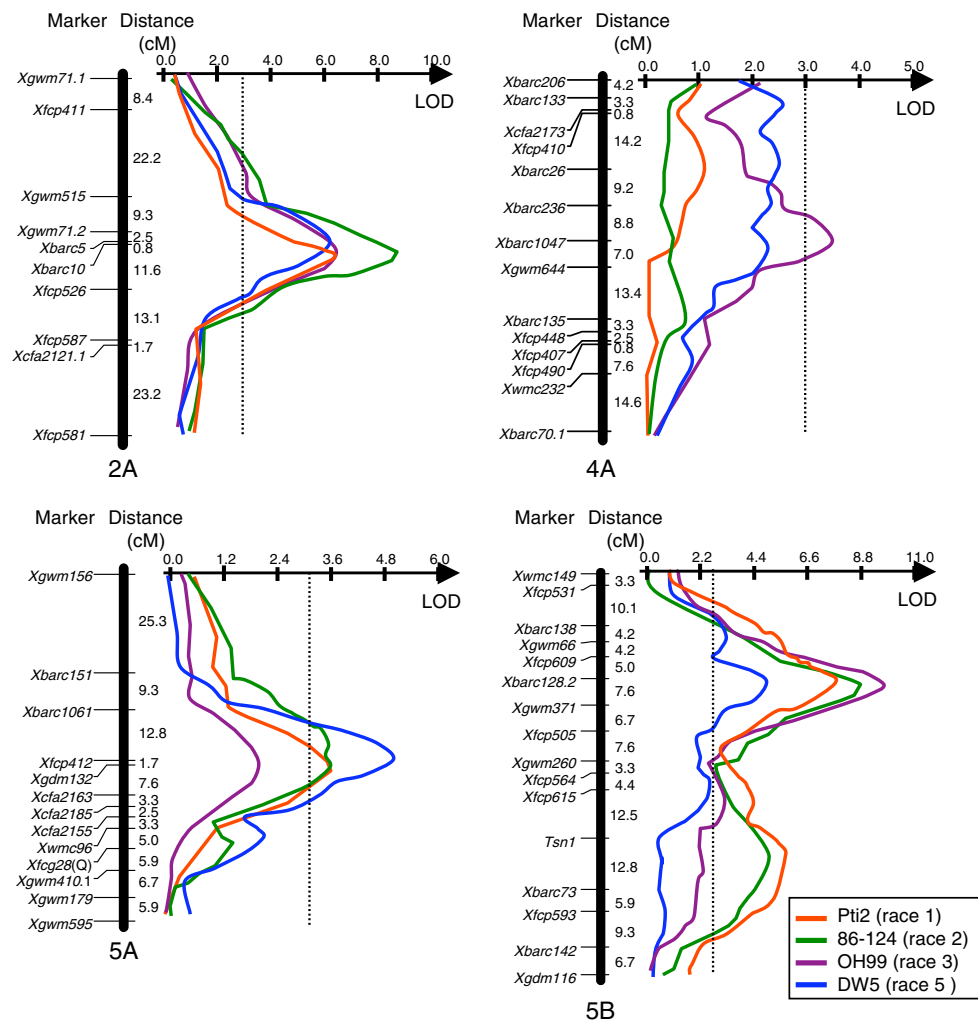 Marker Distance
(cM)
0.0 2.0 4.0 6.0 8.0 10.0
LOD
Xgwm71.1
8.4
Xfcp411
22.2
Xgwm515
9.3
Xgwm71.2
2.5
Xbarc5
0.8
Xbarc10
11.6
Xfcp526
13.1
Xfcp587
1.7
Xcfa2121.1
23.2
Xfcp581
2A
Marker Distance
(cM)
0.0 1.0 2.0 3.0 4.0 5.0
LOD
Xbarc206
4.2
Xbarc133
3.3
0.8
Xcfa2173
Xfcp410
14.2
Xbarc26
9.2
Xbarc236
8.8
Xbarc1047
7.0
Xgwm644
13.4
Xbarc135
3.3
Xfcp448
2.5
Xfcp407
0.8
Xfcp490
7.6
Xwmc232
14.6
Xbarc70.1
4A
Marker Distance
(cM)
0.0 1.2 2.4 3.6 4.8 6.0
LOD
Xgwm156
25.3
Xbarc151
9.3
Xbarc1061
12.8
Xfcp412
1.7
Xgdm132
7.6
Xcfa2163
3.3
Xcfa2185
2.5
Xcfa2155
3.3
Xwmc96
5.0
Xfcg28(Q)
5.9
Xgwm410.1
6.7
Xgwm179
5.9
Xgwm595
5A
Marker Distance
(cM)
0.0 2.2 4.4 6.6 8.8 11.0
LOD
Xwmc149
3.3
Xfcp531
10.1
Xbarc138
4.2
Xgwm66
4.2
Xfcp609
5.0
Xbarc128.2
7.6
Xgwm371
6.7
Xfcp505
7.6
Xgwm260
3.3
Xfcp564
4.4
Xfcp615
12.5
Tsn1
12.8
Xbarc73
5.9
Xfcp593
9.3
Xbarc142
6.7
Xgdm116
5B
Pti2 (race 1)
86-124 (race 2)
OH99 (race 3)
DW5 (race 5 )